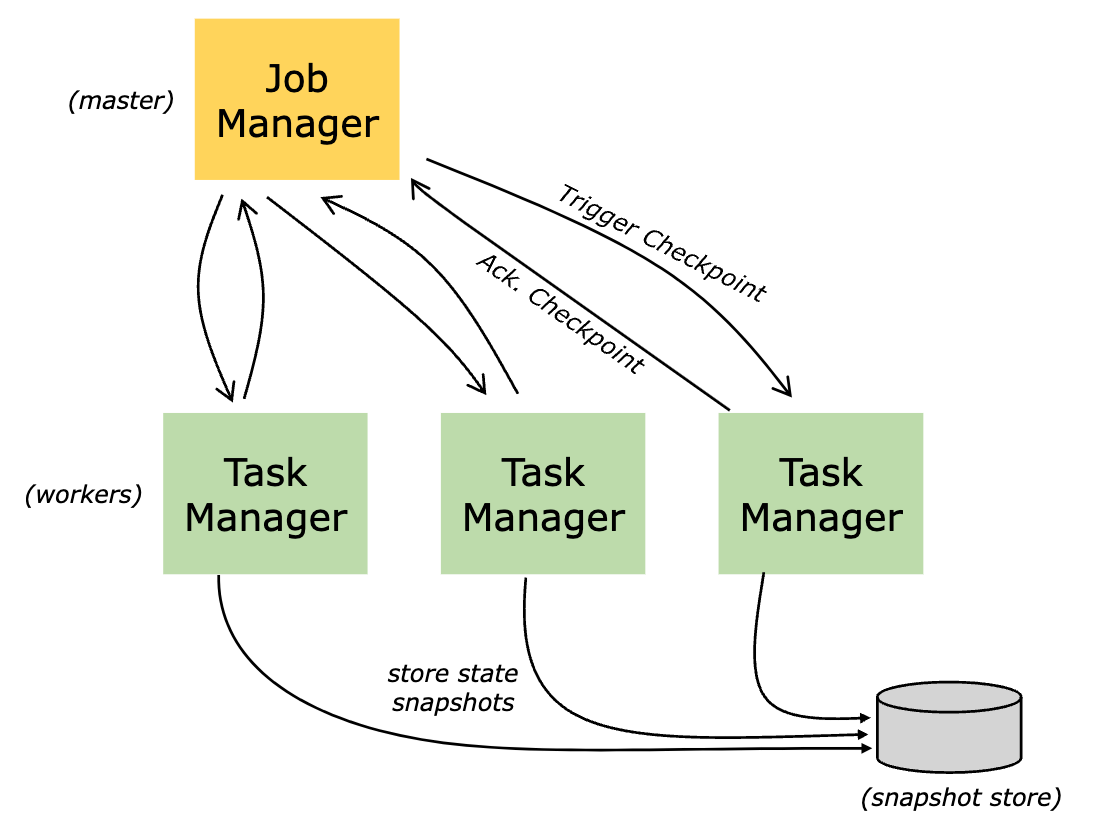 Job
Manager
(master)
Trigger Checkpoint
Ack. Checkpoint
Task
Manager
Task
Manager
Task
Manager
(workers)
store state
snapshots
(snapshot store)